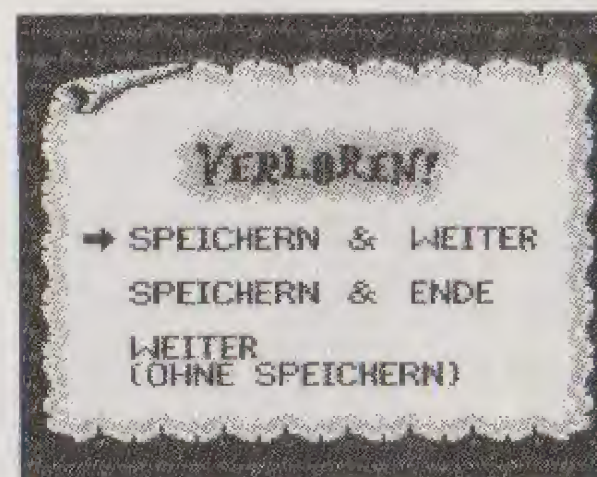 VERLOREN!
SPEICHERN & WEITER
SPEICHERN & ENDE
WEITER
(OHNE SPEICHERN)